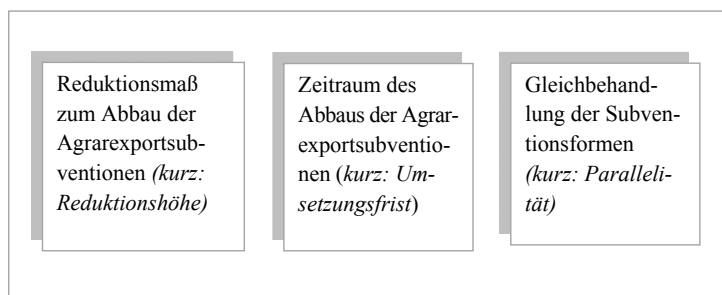 Reduktionsmaß
zum Abbau der
Agrarexportsub-
ventionen (kurz:
Reduktionshöhe)
Zeitraum des
Abbaus der Agrar-
exportsubventio-
nen (kurz: Um-
setzungsfrist)
Gleichbehand-
lung der Subven-
tionsformen
(kurz: Paralleli-
tät)